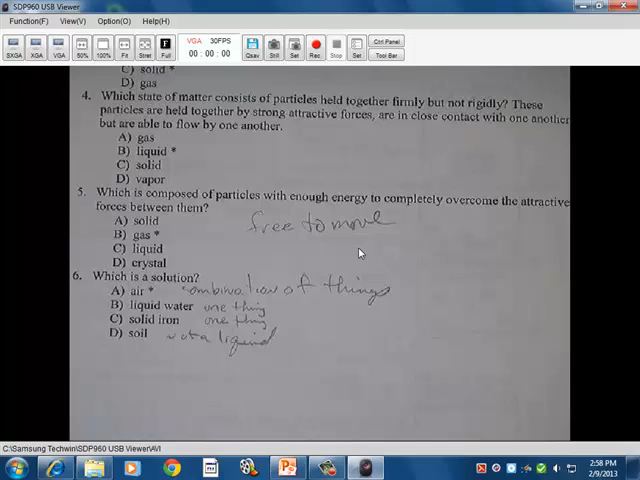 SDP960 USB Viewer
Function(F) View(V) Option(O) Help(H)
VGA 30FPS
00 : 00 : 00
SXGA XGA VGA 50% 100% Fit Stret Full Qsav Still Set Rec Stop Set
Ctrl Panel
Tool Bar
C) solid *
D) gas
4. Which state of matter consists of particles held together firmly but not rigidly? These
particles are held together by strong attractive forces, are in close contact with one another
but are able to flow by one another.
A) gas
B) liquid *
C) solid
D) vapor
5. Which is composed of particles with enough energy to completely overcome the attractive
forces between them?
A) solid
free to move
B) gas *
C) liquid
D) crystal
6. Which is a solution?
A) air * combination of things
B) liquid water one thing
C) solid iron one thing
D) soil not a liquid
C:\Samsung Techwin\SDP960 USB Viewer\AVI
2:58 PM
2/9/2013